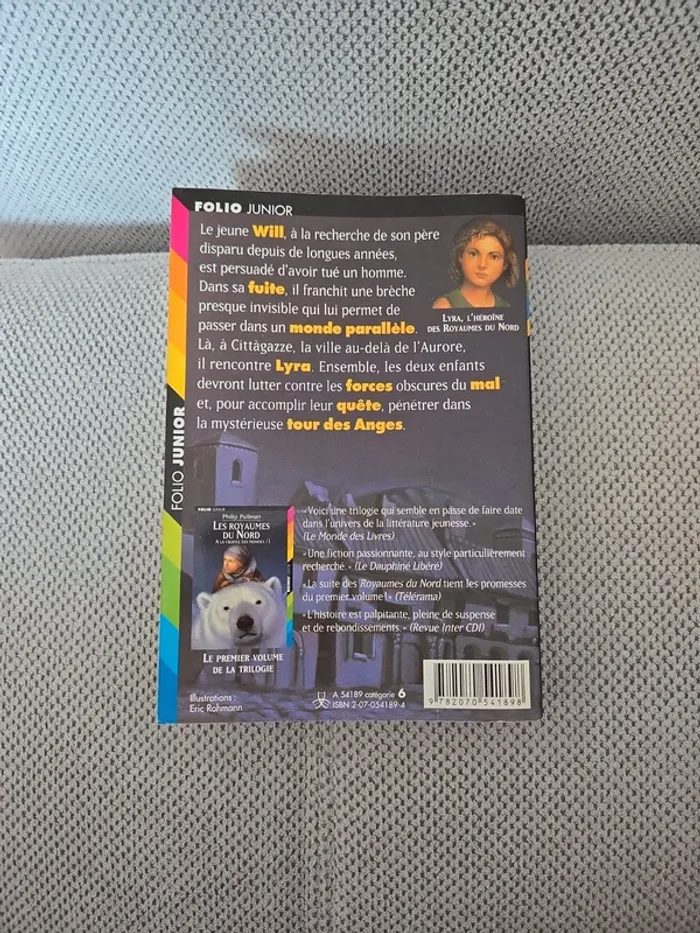 FOLIO JUNIOR
Le jeune Will, à la recherche de son père
disparu depuis de longues années,
est persuadé d'avoir tué un homme.
Dans sa fuite, il franchit une brèche
presque invisible qui lui permet de
passer dans un monde parallèle.
Là, à Cittàgazze, la ville au-delà de l'Aurore,
il rencontre Lyra. Ensemble, les deux enfants
devront lutter contre les forces obscures du mal
et, pour accomplir leur quête, pénétrer dans
la mystérieuse tour des Anges.
LYRA, L'HÉROÏNE
DES ROYAUMES DU NORD
FOLIO JUNIOR
Philip Pullman
LES ROYAUMES
DU NORD
À LA CROISÉE DES MONDES / I
LE PREMIER VOLUME
DE LA TRILOGIE
« Voici une trilogie qui semble en passe de faire date
dans l'univers de la littérature jeunesse. »
(Le Monde des Livres)
« Une fiction passionnante, au style particulièrement
recherché. » (Le Dauphiné Libéré)
« La suite des Royaumes du Nord tient les promesses
du premier volume ! » (Télérama)
« L'histoire est palpitante, pleine de suspense
et de rebondissements. » (Revue Inter CDI)
Illustrations :
Eric Rohmann
A 54189 catégorie 6
ISBN 2-07-054189-4
9 782070 541898